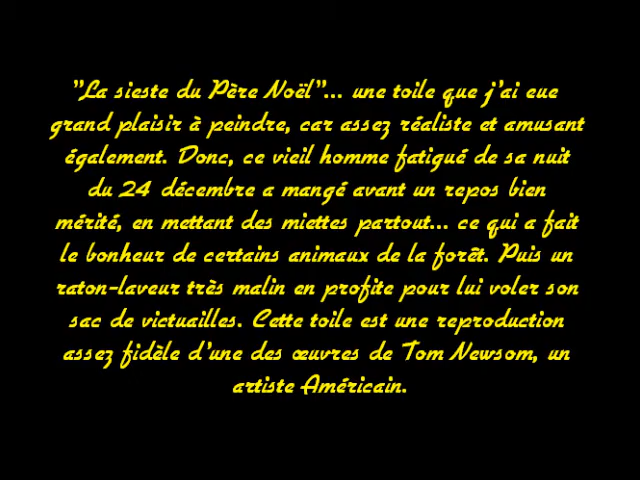 "La sieste du Père Noël"... une toile que j'ai eue
grand plaisir à peindre, car assez réaliste et amusant
également. Donc, ce vieil homme fatigué de sa nuit
du 24 décembre a mangé avant un repos bien
mérité, en mettant des miettes partout... ce qui a fait
le bonheur de certains animaux de la forêt. Puis un
raton-laveur très malin en profite pour lui voler son
sac de victuailles. Cette toile est une reproduction
assez fidèle d'une des œuvres de Tom Newsom, un
artiste Américain.